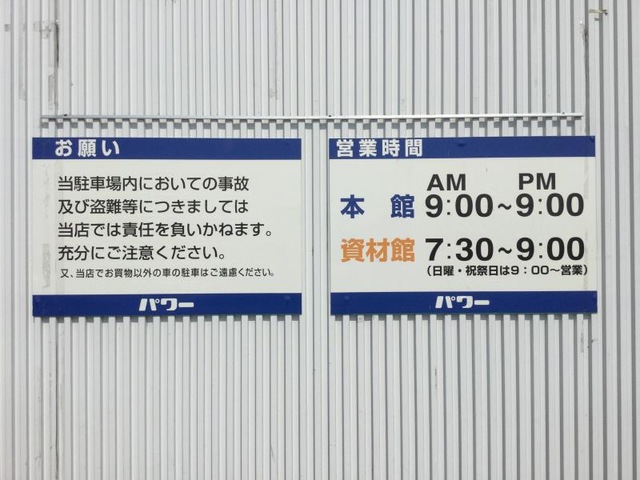 お願い
当駐車場内においての事故
及び盗難等につきましては
当店では責任を負いかねます。
充分にご注意ください。
又、当店でお買物以外の車の駐車はご遠慮ください。
パワー
営業時間
AM PM
本館 9:00~9:00
資材館 7:30~9:00
(日曜・祝祭日は9:00~営業)
パワー